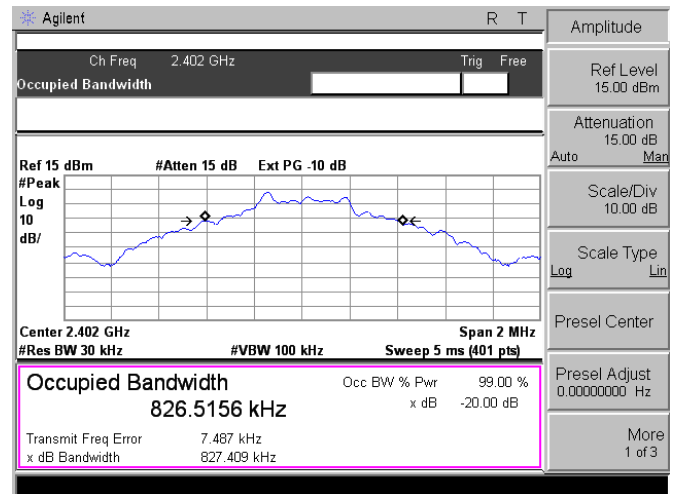 Agilent R T
Ch Freq 2.402 GHz Trig Free
Occupied Bandwidth
Ref 15 dBm #Atten 15 dB Ext PG -10 dB
#Peak
Log
10
dB/
Center 2.402 GHz Span 2 MHz
#Res BW 30 kHz #VBW 100 kHz Sweep 5 ms (401 pts)
Occupied Bandwidth Occ BW % Pwr 99.00 %
826.5156 kHz x dB -20.00 dB
Transmit Freq Error 7.487 kHz
x dB Bandwidth 827.409 kHz
Amplitude
Ref Level
15.00 dBm
Attenuation
15.00 dB
Auto Man
Scale/Div
10.00 dB
Scale Type
Log Lin
Presel Center
Presel Adjust
0.00000000 Hz
More
1 of 3